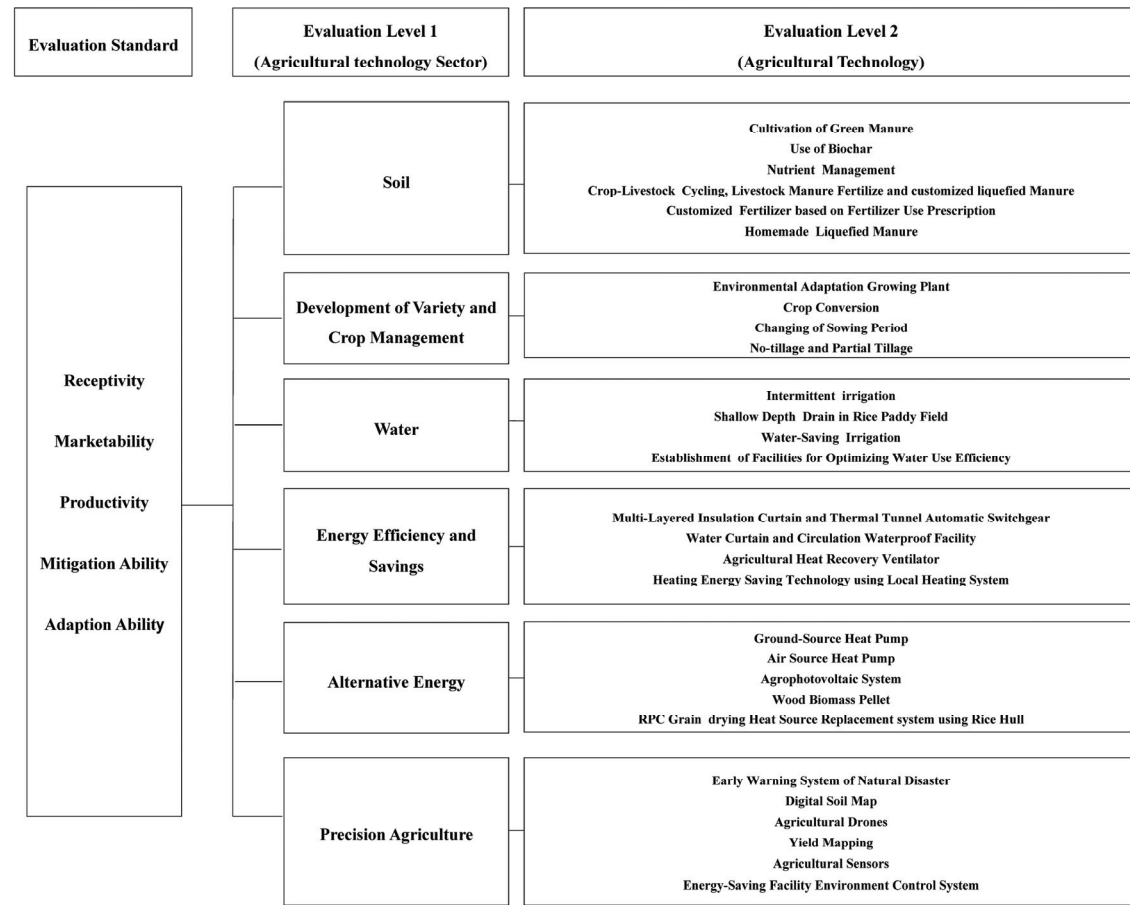 Evaluation Standard
Evaluation Level 1
(Agricultural technology Sector)
Evaluation Level 2
(Agricultural Technology)
Receptivity
Marketability
Productivity
Mitigation Ability
Adaption Ability
Soil
Cultivation of Green Manure
Use of Biochar
Nutrient Management
Crop-Livestock Cycling, Livestock Manure Fertilize and customized liquefied Manure
Customized Fertilizer based on Fertilizer Use Prescription
Homemade Liquefied Manure
Development of Variety and
Crop Management
Environmental Adaptation Growing Plant
Crop Conversion
Changing of Sowing Period
No-tillage and Partial Tillage
Water
Intermittent irrigation
Shallow Depth Drain in Rice Paddy Field
Water-Saving Irrigation
Establishment of Facilities for Optimizing Water Use Efficiency
Energy Efficiency and
Savings
Multi-Layered Insulation Curtain and Thermal Tunnel Automatic Switchgear
Water Curtain and Circulation Waterproof Facility
Agricultural Heat Recovery Ventilator
Heating Energy Saving Technology using Local Heating System
Alternative Energy
Ground-Source Heat Pump
Air Source Heat Pump
Agrophotovoltaic System
Wood Biomass Pellet
RPC Grain drying Heat Source Replacement system using Rice Hull
Precision Agriculture
Early Warning System of Natural Disaster
Digital Soil Map
Agricultural Drones
Yield Mapping
Agricultural Sensors
Energy-Saving Facility Environment Control System